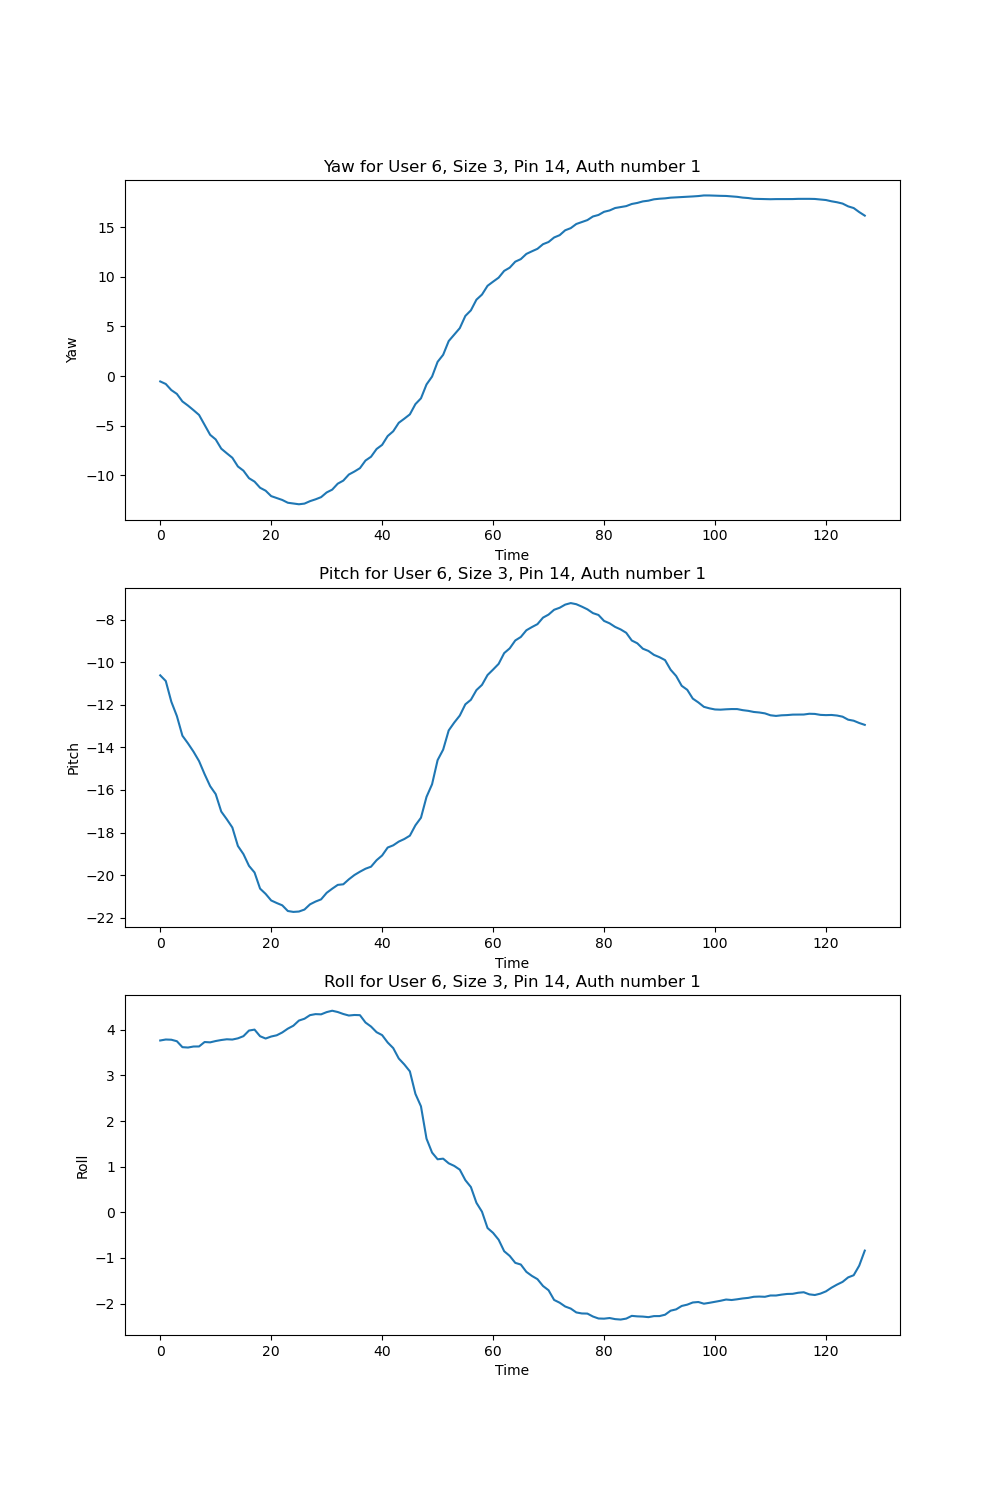 Yaw for User 6, Size 3, Pin 14, Auth number 1
15
10
5
0
−5
−10
Yaw
0 20 40 60 80 100 120
Time
Pitch for User 6, Size 3, Pin 14, Auth number 1
−8
−10
−12
−14
−16
−18
−20
−22
Pitch
0 20 40 60 80 100 120
Time
Roll for User 6, Size 3, Pin 14, Auth number 1
4
3
2
1
0
−1
−2
Roll
0 20 40 60 80 100 120
Time